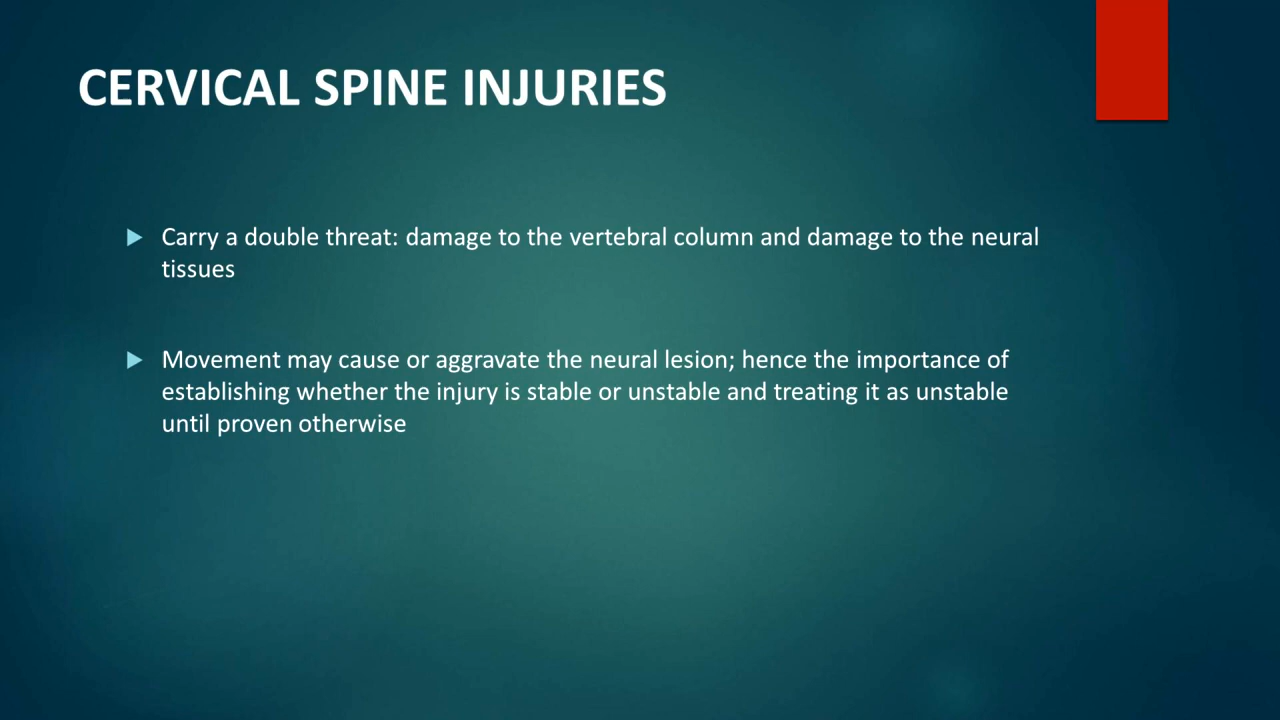 CERVICAL SPINE INJURIES
Carry a double threat: damage to the vertebral column and damage to the neural
tissues
Movement may cause or aggravate the neural lesion; hence the importance of
establishing whether the injury is stable or unstable and treating it as unstable
until proven otherwise